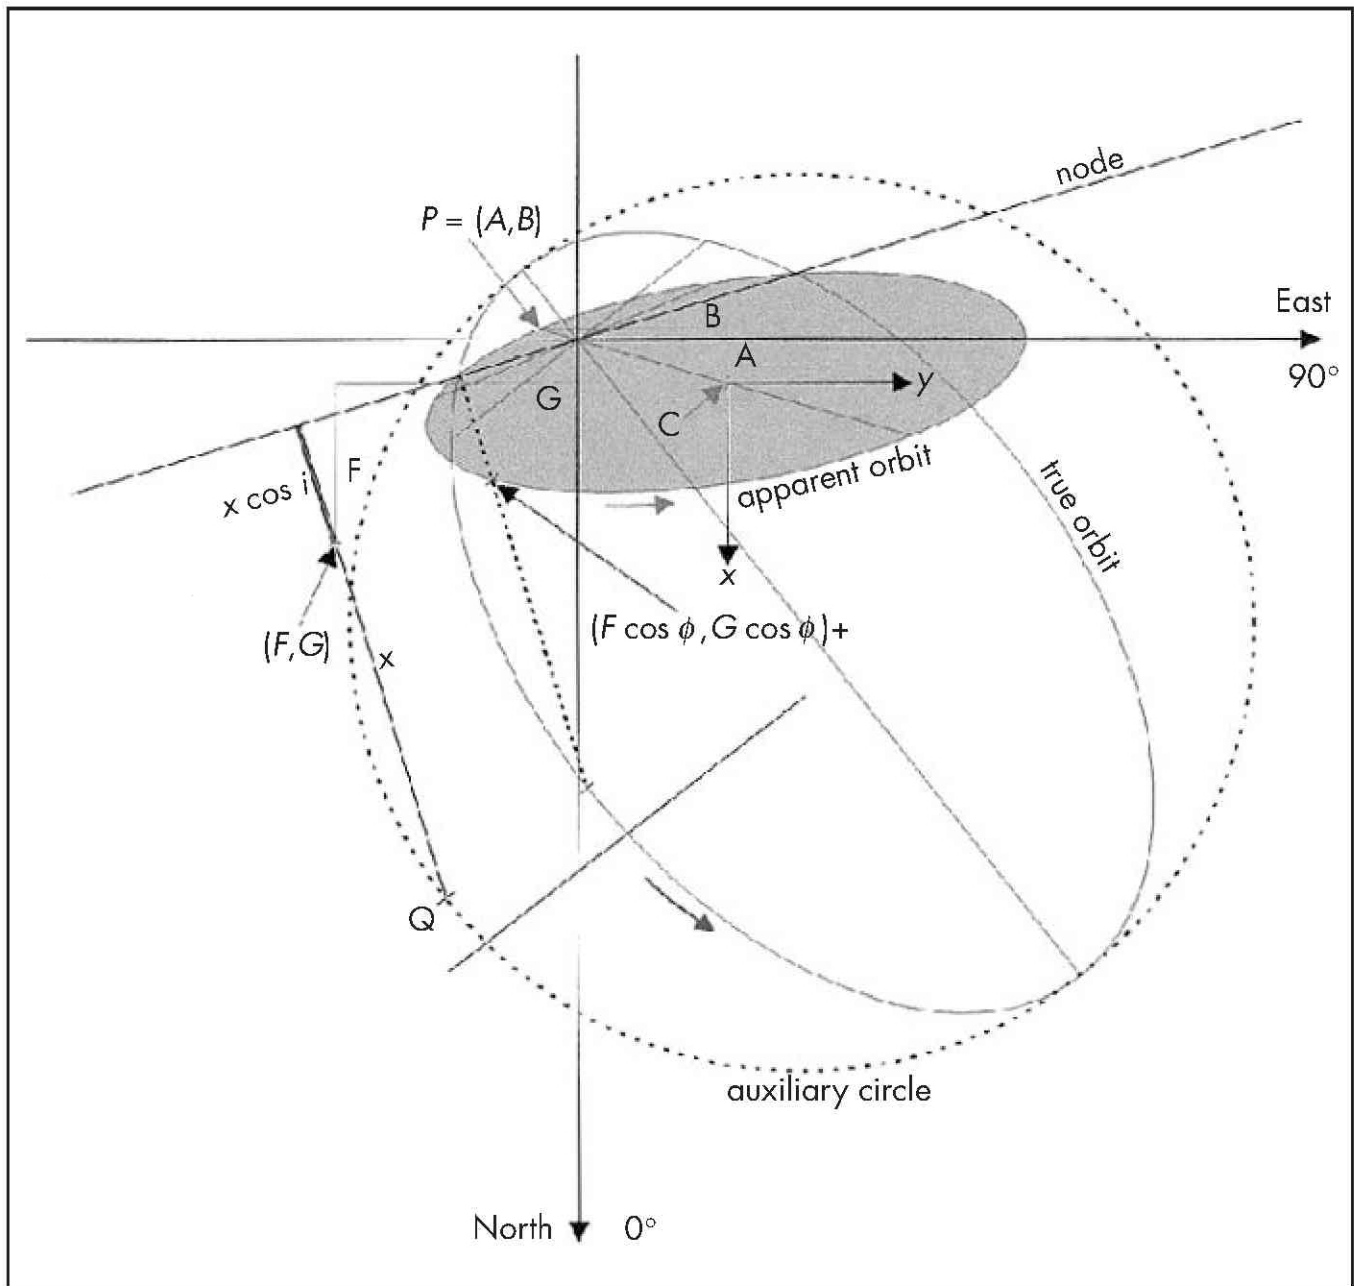 node
P = (A,B)
East
90°
B
A
y
G
C
F
x cos i
apparent orbit
true orbit
x
(F,G)
(F cos ϕ, G cos ϕ)+
x
Q
auxiliary circle
North 0°